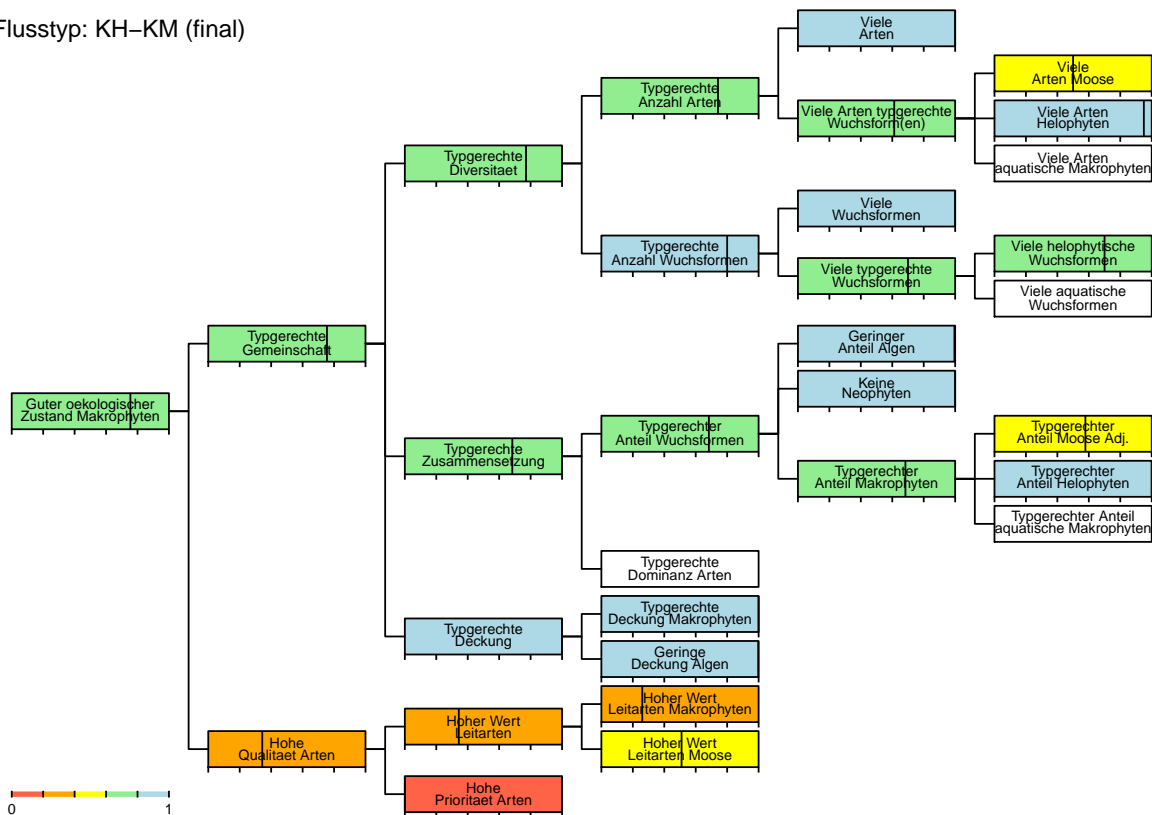 Flusstyp: KH−KM (final)
Guter oekologischer
Zustand Makrophyten
Typgerechte
Gemeinschaft
Hohe
Qualitaet Arten
Typgerechte
Diversitaet
Typgerechte
Zusammensetzung
Typgerechte
Deckung
Hoher Wert
Leitarten
Hohe
Prioritaet Arten
Typgerechte
Anzahl Arten
Typgerechte
Anzahl Wuchsformen
Typgerechter
Anteil Wuchsformen
Typgerechte
Dominanz Arten
Typgerechte
Deckung Makrophyten
Geringe
Deckung Algen
Hoher Wert
Leitarten Makrophyten
Hoher Wert
Leitarten Moose
Viele
Arten
Viele Arten typgerechte
Wuchsform(en)
Viele
Wuchsformen
Viele typgerechte
Wuchsformen
Geringer
Anteil Algen
Keine
Neophyten
Typgerechter
Anteil Makrophyten
Viele
Arten Moose
Viele Arten
Helophyten
Viele Arten
aquatische Makrophyten
Viele helophytische
Wuchsformen
Viele aquatische
Wuchsformen
Typgerechter
Anteil Moose Adj.
Typgerechter
Anteil Helophyten
Typgerechter Anteil
aquatische Makrophyten
0 1